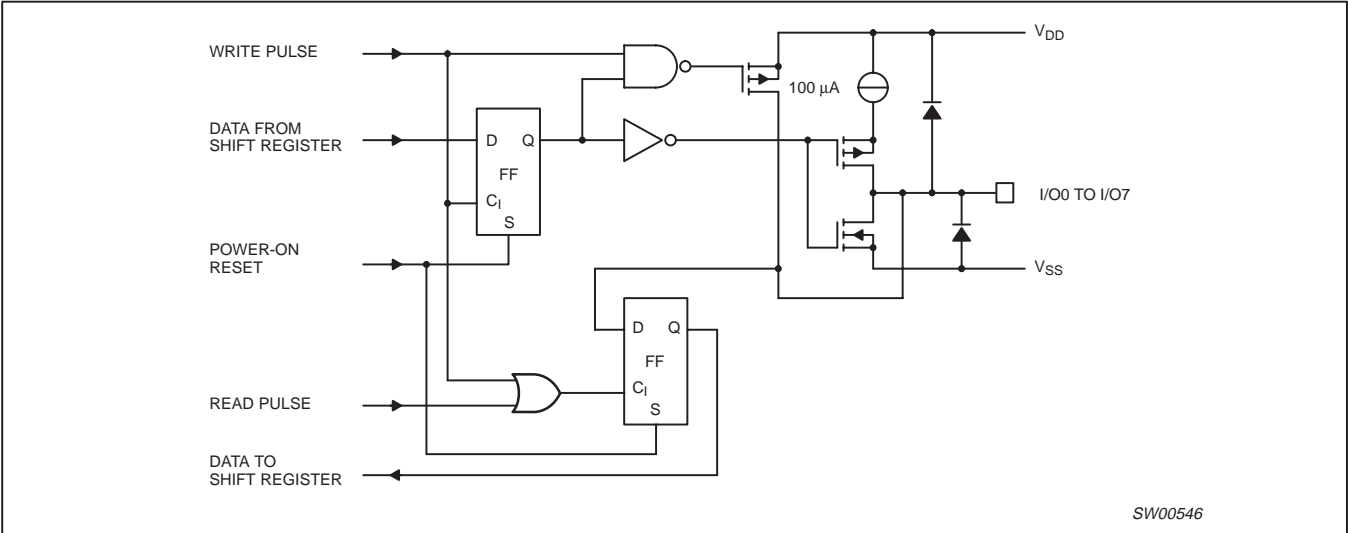 WRITE PULSE
DATA FROM
SHIFT REGISTER
POWER-ON
RESET
READ PULSE
DATA TO
SHIFT REGISTER
D Q
FF
CI
S
D Q
FF
CI
S
100 μA
VDD
I/O0 TO I/O7
VSS
SW00546